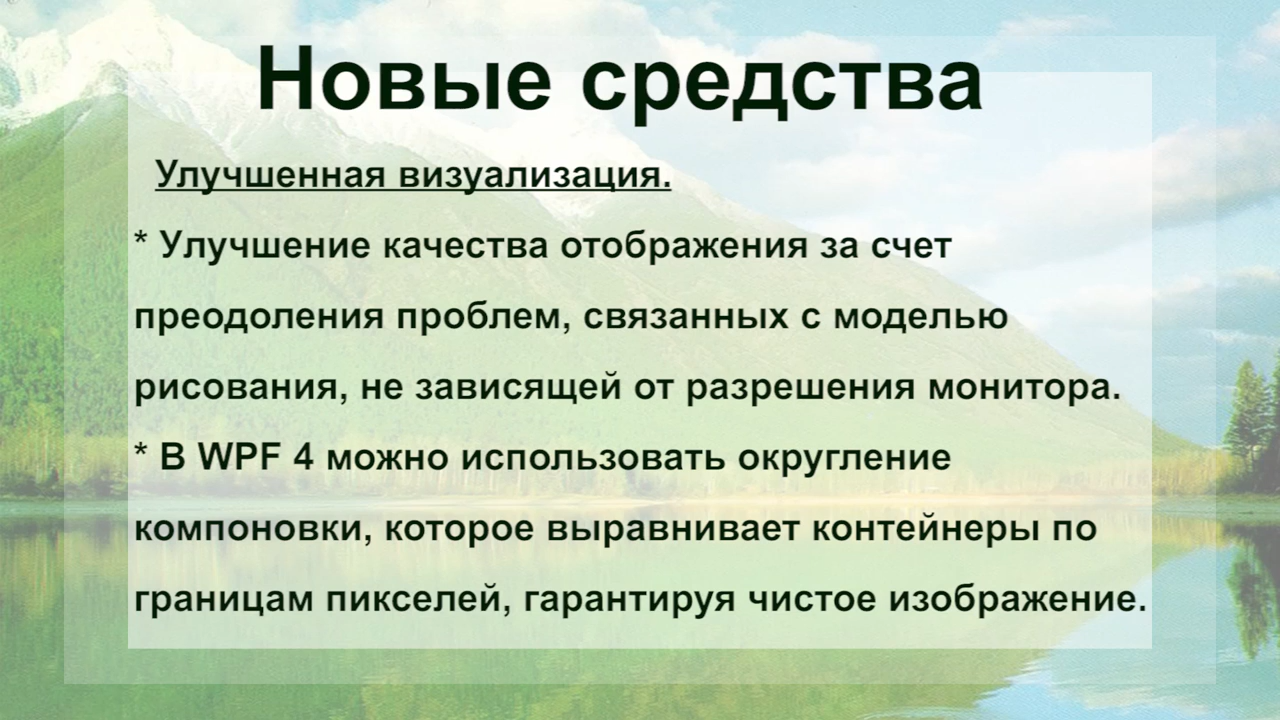 Новые средства
Улучшенная визуализация.
* Улучшение качества отображения за счет
преодоления проблем, связанных с моделью
рисования, не зависящей от разрешения монитора.
* В WPF 4 можно использовать округление
компоновки, которое выравнивает контейнеры по
границам пикселей, гарантируя чистое изображение.